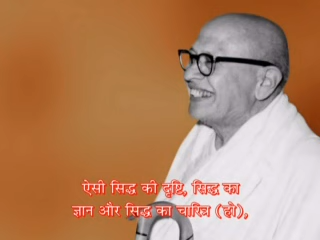 ऐसी सिद्ध की दृष्टि, सिद्ध का
ज्ञान और सिद्ध का चारित्र (हो),